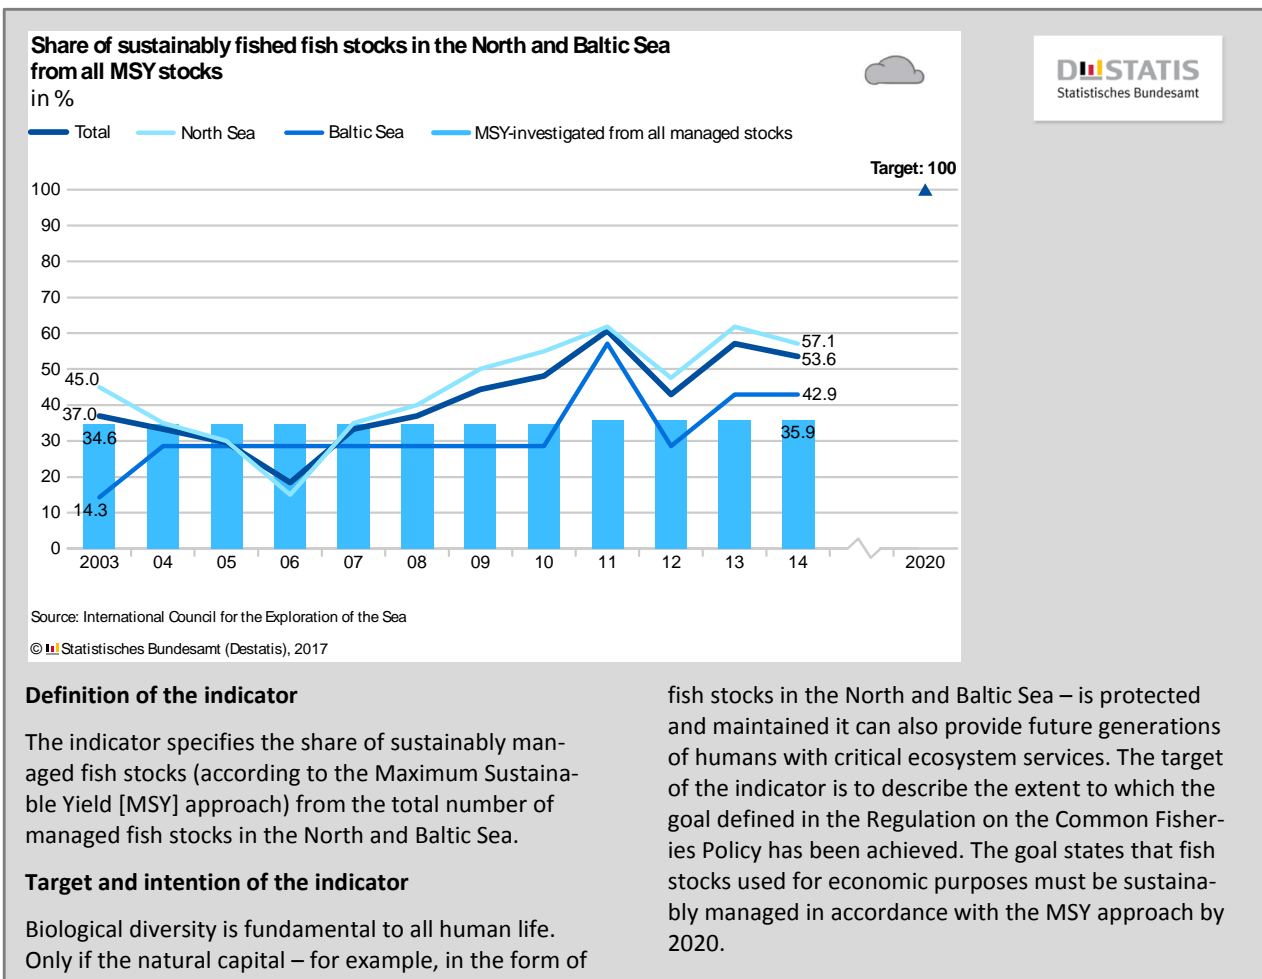 Share of sustainably fished fish stocks in the North and Baltic Sea
from all MSY stocks
in %
Total North Sea Baltic Sea MSY-investigated from all managed stocks
DESTATIS
Statistisches Bundesamt
Target: 100
100
90
80
70
60
50
40
30
20
10
0
45.0
37.0
34.6
14.3
57.1
53.6
42.9
35.9
2003 04 05 06 07 08 09 10 11 12 13 14 2020
Source: International Council for the Exploration of the Sea
© Statistisches Bundesamt (Destatis), 2017
Definition of the indicator
The indicator specifies the share of sustainably man-
aged fish stocks (according to the Maximum Sustaina-
ble Yield [MSY] approach) from the total number of
managed fish stocks in the North and Baltic Sea.
Target and intention of the indicator
Biological diversity is fundamental to all human life.
Only if the natural capital – for example, in the form of
fish stocks in the North and Baltic Sea – is protected
and maintained it can also provide future generations
of humans with critical ecosystem services. The target
of the indicator is to describe the extent to which the
goal defined in the Regulation on the Common Fisher-
ies Policy has been achieved. The goal states that fish
stocks used for economic purposes must be sustaina-
bly managed in accordance with the MSY approach by
2020.